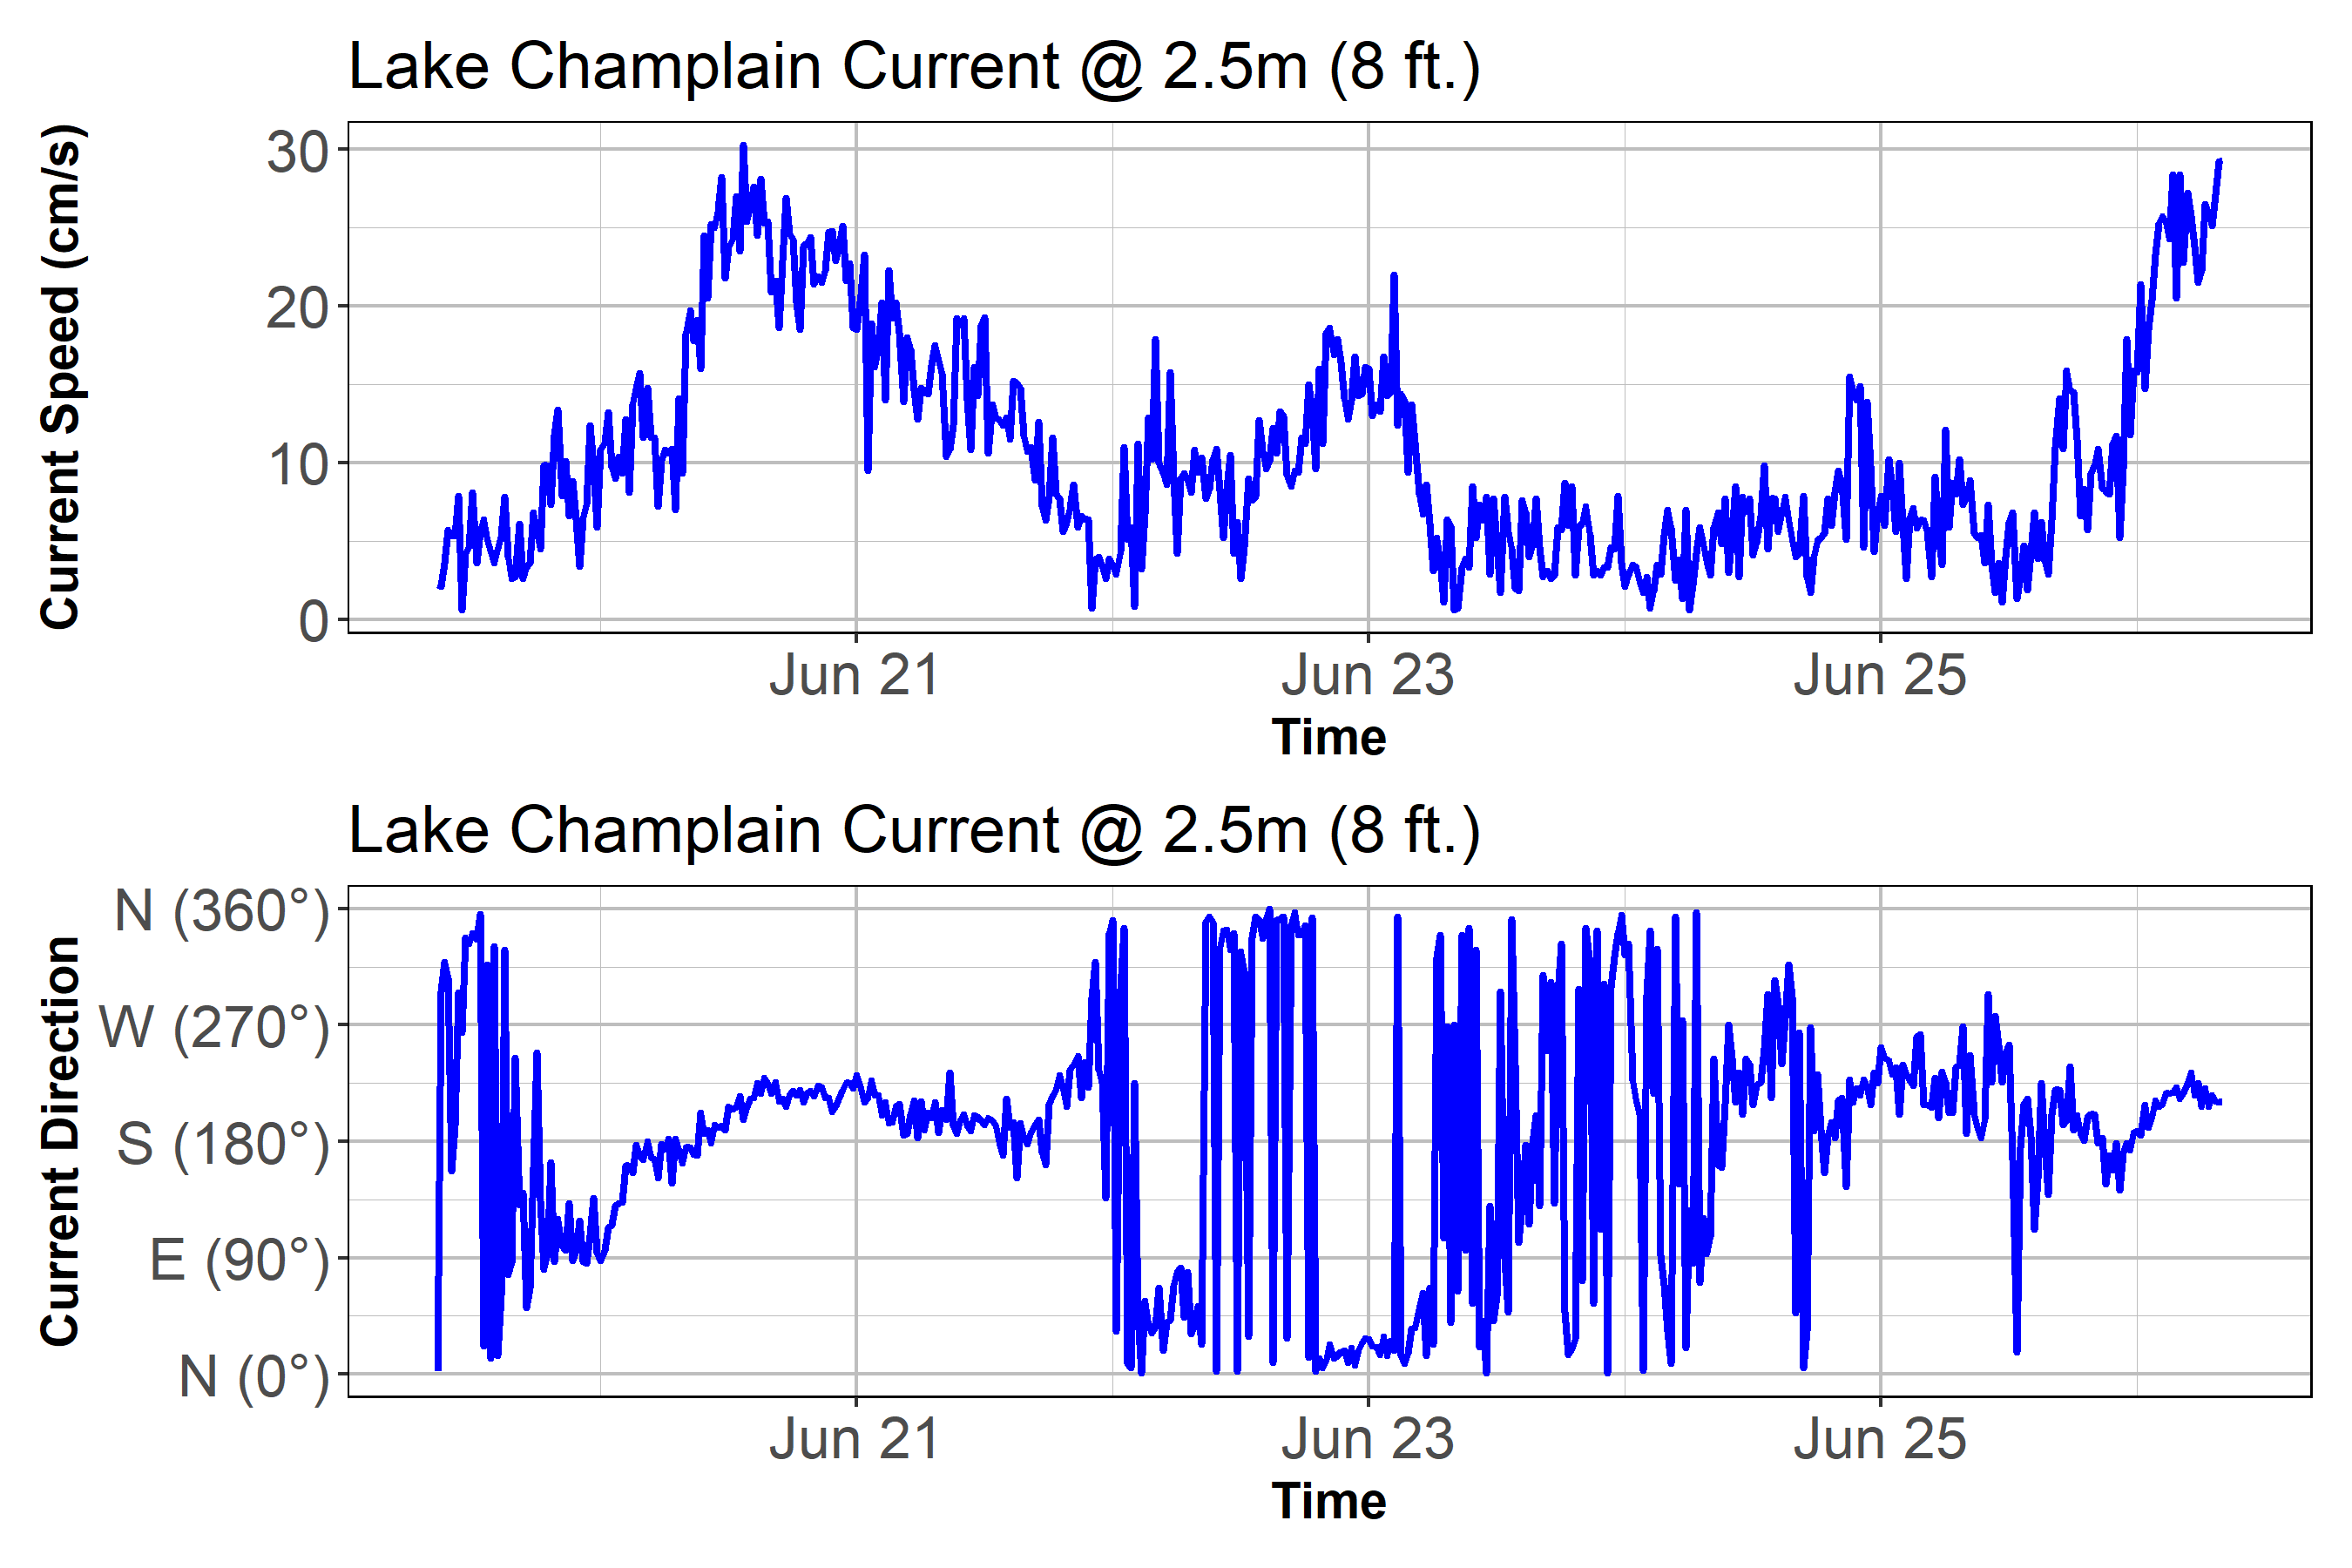 Lake Champlain Current @ 2.5m (8 ft.)
Current Speed (cm/s)
30
20
10
0
Jun 21
Jun 23
Jun 25
Time
Lake Champlain Current @ 2.5m (8 ft.)
Current Direction
N (360°)
W (270°)
S (180°)
E (90°)
N (0°)
Jun 21
Jun 23
Jun 25
Time